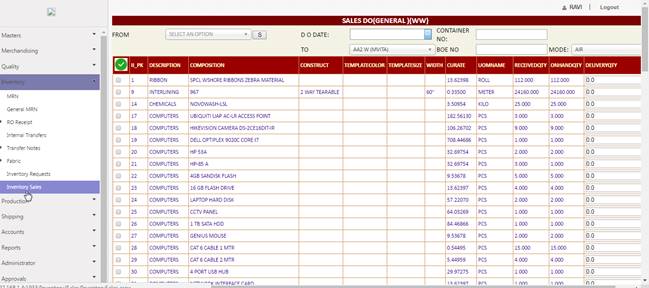 RAVI | Logout
SALES DO(GENERAL )(WW)
FROM SELECT AN OPTION S D O DATE: CONTAINER NO:
TO AA2 W (MVITA) BOE NO MODE: AIR
Masters
Merchandising
Quality
Inventory
MRN
General MRN
RO Receipt
Internal Transfers
Transfer Notes
Fabric
Inventory Requests
Inventory Sales
Production
Shipping
Accounts
Reports
Administrator
Approvals
II_PK DESCRIPTION COMPOSITION CONSTRUCT TEMPLATECOLOR TEMPLATESIZE WIDTH CURATE UOMNAME RECEIVEDQTY ONHANDQTY DELIVERYQTY
1 RIBBON SPCL WSHORE RIBBONS ZEBRA MATERIAL 13.62398 ROLL 112.000 112.000 0.0
9 INTERLINING 967 2 WAY TEARABLE 60" 0.33500 METER 24160.000 24160.000 0.0
14 CHEMICALS NOVOWASH-LSL 3.50954 KILO 25.000 25.000 0.0
17 COMPUTERS UBIQUITI UAP AC-LR ACCESS POINT 182.56130 PCS 3.000 3.000 0.0
18 COMPUTERS HIKEVISION CAMERA DS-2CE16DIT-IR 106.26702 PCS 9.000 9.000 0.0
19 COMPUTERS DELL OPTIPLEX 9020C CORE I7 708.44686 PCS 1.000 1.000 0.0
20 COMPUTERS HP 53A 32.69754 PCS 2.000 2.000 0.0
21 COMPUTERS HP-85 A 32.69754 PCS 3.000 1.000 0.0
22 COMPUTERS 4GB SANDISK FLASH 9.53678 PCS 5.000 5.000 0.0
23 COMPUTERS 16 GB FLASH DRIVE 13.62397 PCS 4.000 4.000 0.0
24 COMPUTERS LAPTOP HARD DISK 57.22070 PCS 2.000 2.000 0.0
25 COMPUTERS CCTV PANEL 64.03269 PCS 1.000 1.000 0.0
26 COMPUTERS 1 TB SATA HDD 84.46866 PCS 1.000 1.000 0.0
27 COMPUTERS GENIUS MOUSE 9.53678 PCS 2.000 2.000 0.0
28 COMPUTERS CAT 6 CABLE 1 MTR 0.54495 PCS 15.000 15.000 0.0
29 COMPUTERS CAT 6 CABLE 2 MTR 5.44959 PCS 4.000 4.000 0.0
30 COMPUTERS 4 PORT USB HUB 29.97275 PCS 1.000 1.000 0.0